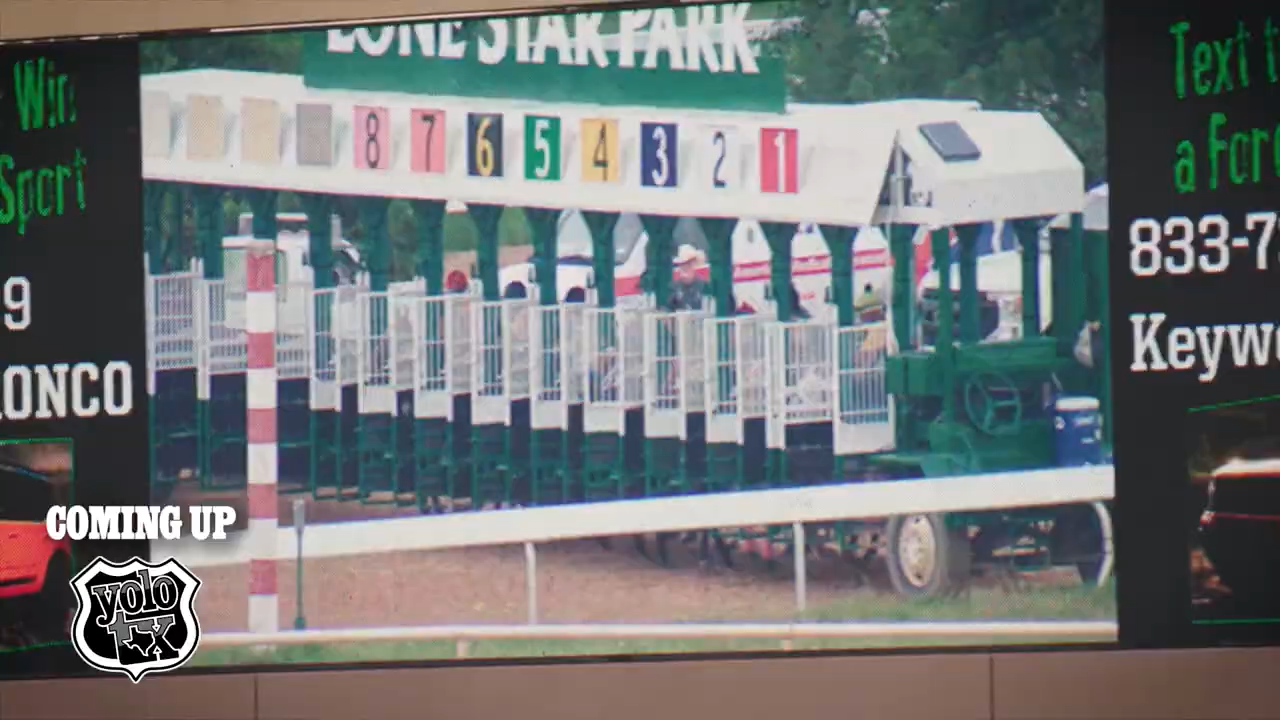 LONE STAR PARK
8 7 6 5 4 3 2 1
Win
Sport
9
ONCO
Text
a For
833-7
Keyw
COMING UP
yolo
tx